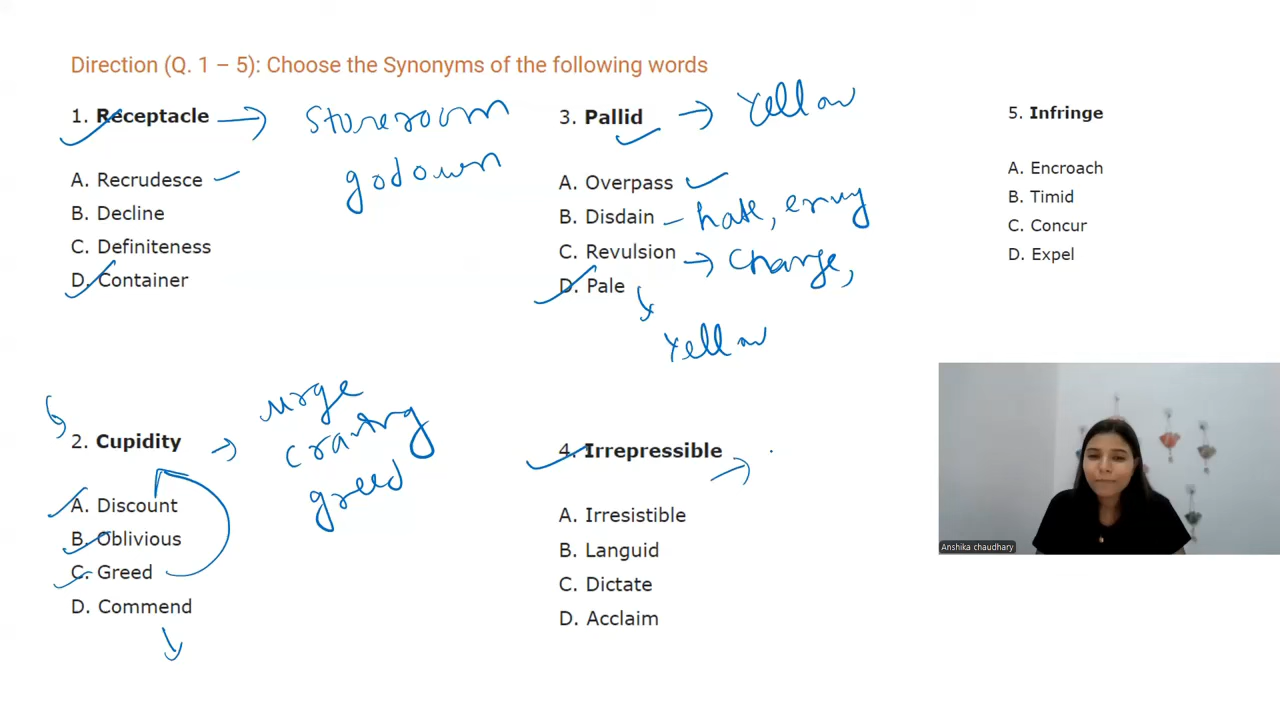 Direction (Q. 1 – 5): Choose the Synonyms of the following words
1. Receptacle → storeroom
godown
A. Recrudesce
B. Decline
C. Definiteness
D. Container
2. Cupidity → urge
craving
greed
A. Discount
B. Oblivious
C. Greed
D. Commend
3. Pallid → Yellow
A. Overpass
B. Disdain – hate, envy
C. Revulsion → change,
D. Pale
Yellow
4. Irrepressible →
A. Irresistible
B. Languid
C. Dictate
D. Acclaim
5. Infringe
A. Encroach
B. Timid
C. Concur
D. Expel
Anshika chaudhary